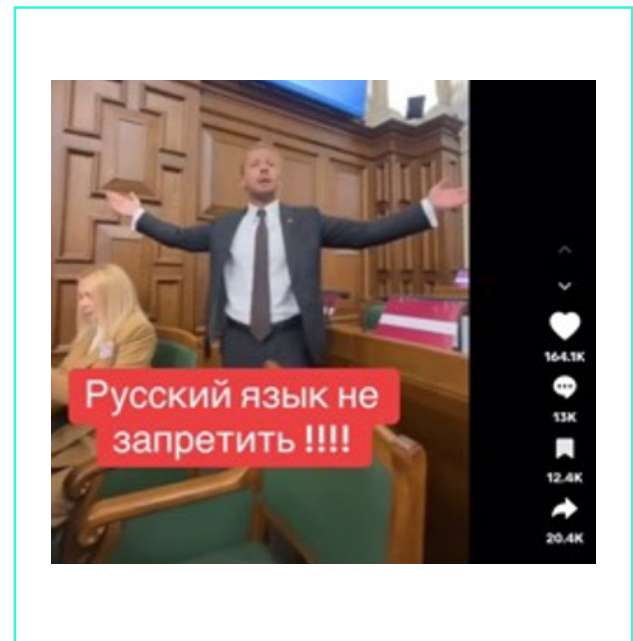 Русский язык не
запретить !!!!
164.1K
13K
12.4K
20.4K